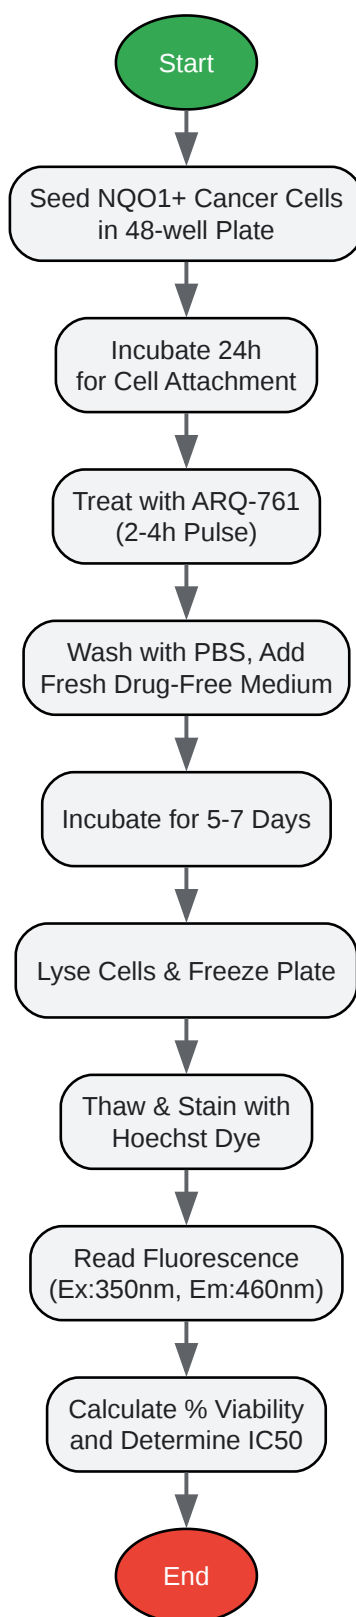 Start
Seed NQO1+ Cancer Cells
in 48-well Plate
Incubate 24h
for Cell Attachment
Treat with ARQ-761
(2-4h Pulse)
Wash with PBS, Add
Fresh Drug-Free Medium
Incubate for 5-7 Days
Lyse Cells & Freeze Plate
Thaw & Stain with
Hoechst Dye
Read Fluorescence
(Ex:350nm, Em:460nm)
Calculate % Viability
and Determine IC50
End